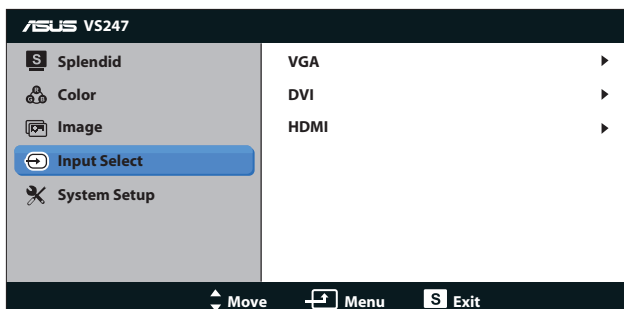 ASUS VS247
S Splendid
Color
Image
Input Select
System Setup
VGA
DVI
HDMI
Move Menu S Exit